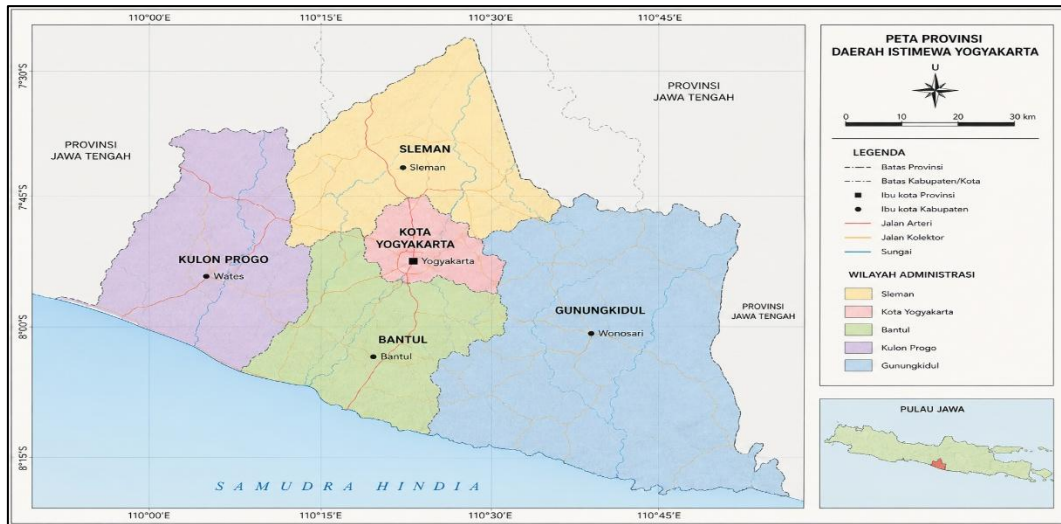 110°00'E
110°15'E
110°30'E
110°45'E
7°30'S
7°45'S
8°00'S
8°15'S
PROVINSI
JAWA TENGAH
PROVINSI
JAWA TENGAH
SLEMAN
Sleman
KOTA
YOGYAKARTA
Yogyakarta
KULON PROGO
Wates
BANTUL
Bantul
GUNUNGKIDUL
Wonosari
PROVINSI
JAWA TENGAH
SAMUDRA HINDIA
110°00'E
110°15'E
110°30'E
110°45'E
PETA PROVINSI
DAERAH ISTIMEWA YOGYAKARTA
U
0 10 20 30 km
LEGENDA
Batas Provinsi
Batas Kabupaten/Kota
Ibu kota Provinsi
Ibu kota Kabupaten
Jalan Arteri
Jalan Kolektor
Sungai
WILAYAH ADMINISTRASI
Sleman
Kota Yogyakarta
Bantul
Kulon Progo
Gunungkidul
PULAU JAWA